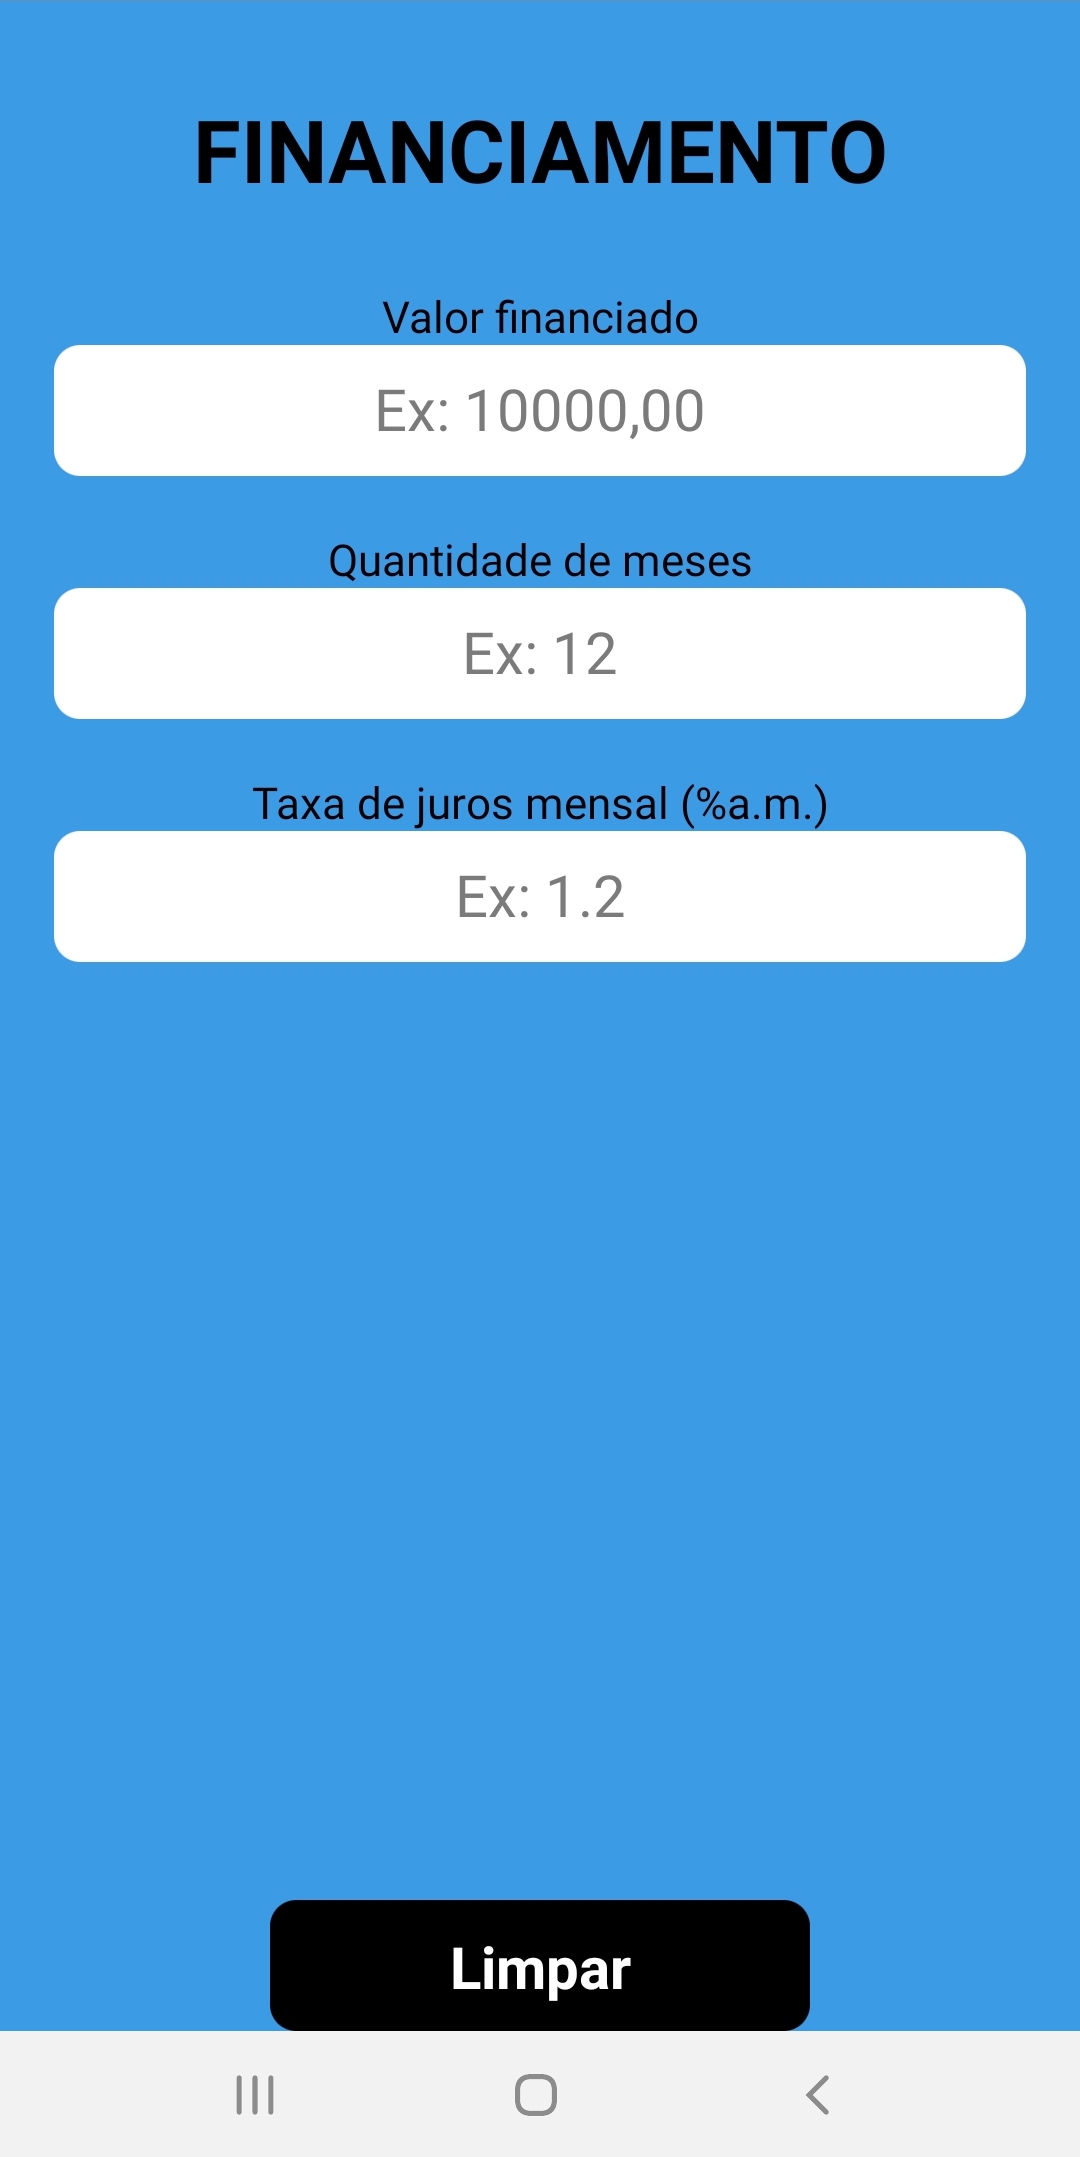 FINANCIAMENTO
Valor financiado
Ex: 10000,00
Quantidade de meses
Ex: 12
Taxa de juros mensal (%a.m.)
Ex: 1.2
Limpar